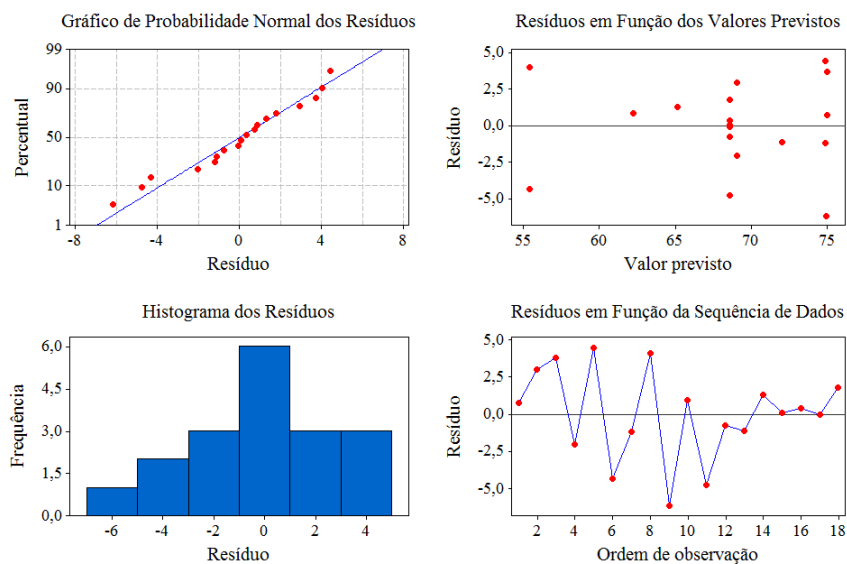 Gráfico de Probabilidade Normal dos Resíduos
99
90
50
10
1
Percentual
-8 -4 0 4 8
Resíduo
Resíduos em Função dos Valores Previstos
5,0
2,5
0,0
-2,5
-5,0
Resíduo
55 60 65 70 75
Valor previsto
Histograma dos Resíduos
6,0
4,5
3,0
1,5
0,0
Frequência
-6 -4 -2 0 2 4
Resíduo
Resíduos em Função da Sequência de Dados
5,0
2,5
0,0
-2,5
-5,0
Resíduo
2 4 6 8 10 12 14 16 18
Ordem de observação